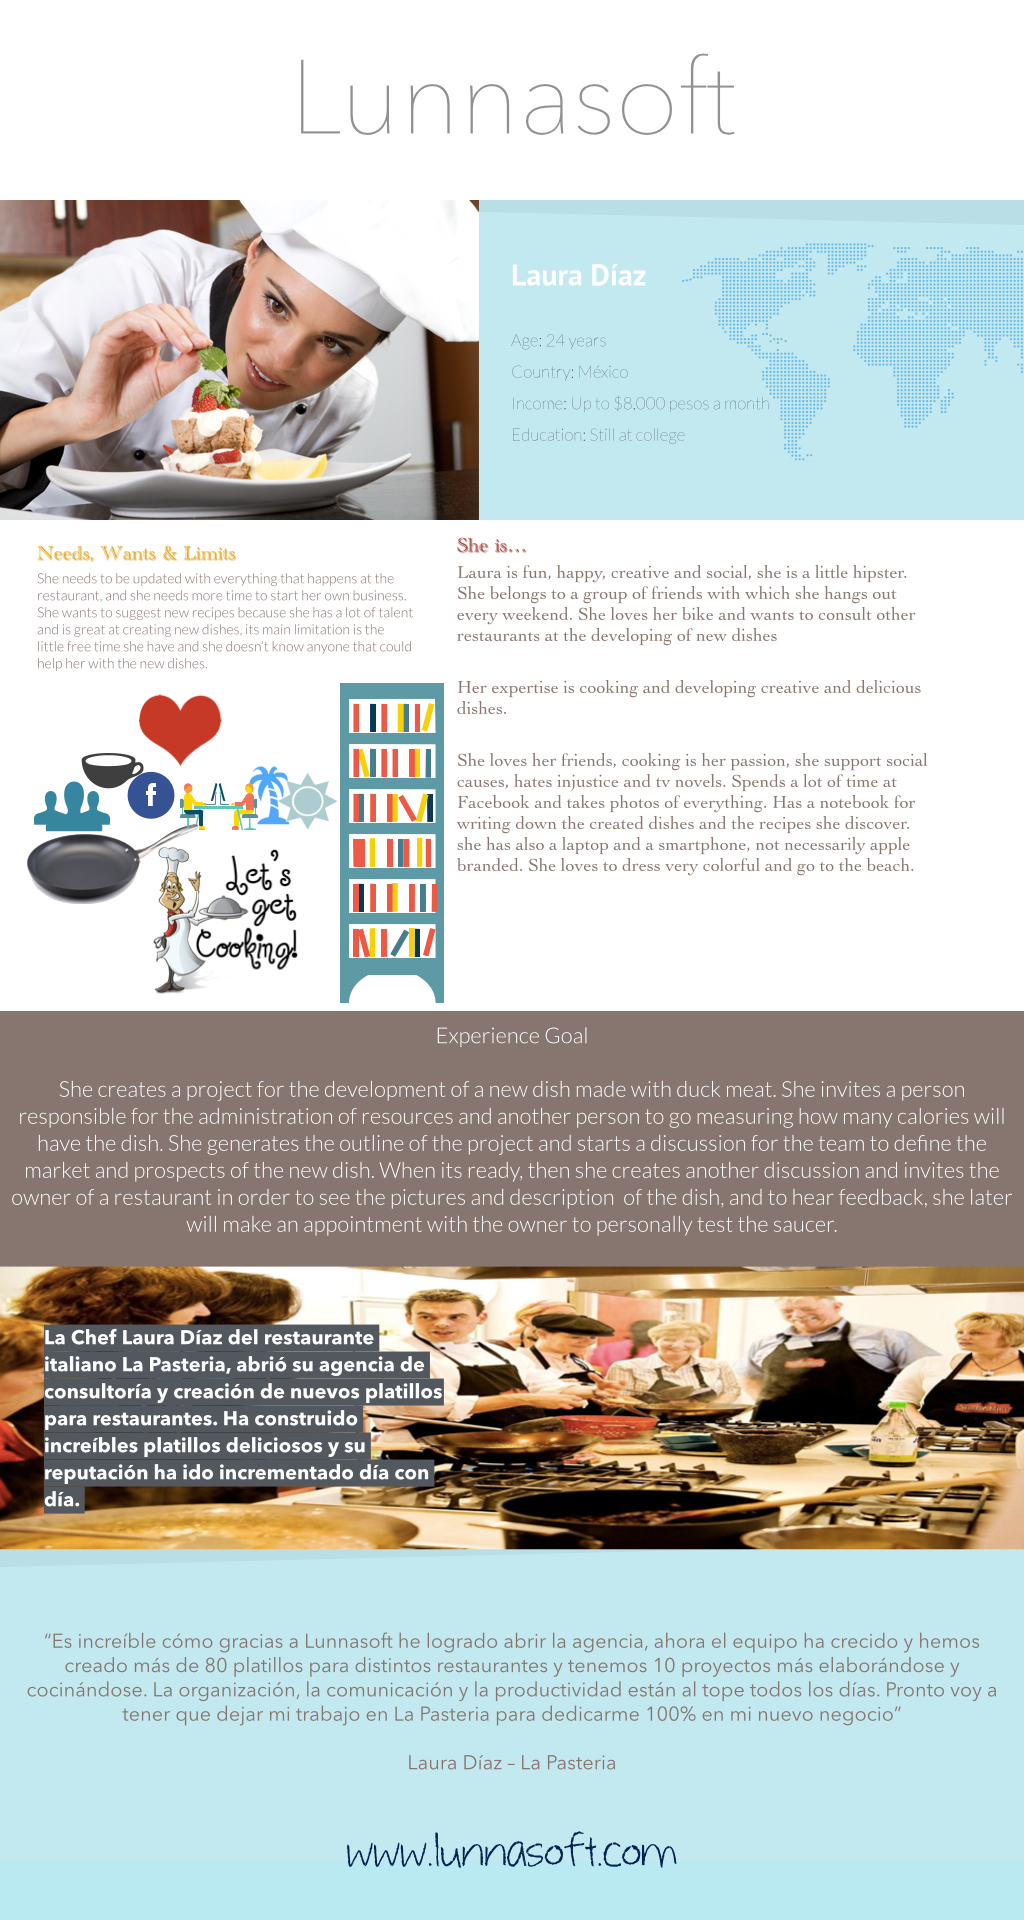 Lunnasoft
Laura Díaz
Age: 24 years
Country: México
Income: Up to $8,000 pesos a month
Education: Still at college
Needs, Wants & Limits
She needs to be updated with everything that happens at the
restaurant, and she needs more time to start her own business.
She wants to suggest new recipes because she has a lot of talent
and is great at creating new dishes, its main limitation is the
little free time she have and she doesn't know anyone that could
help her with the new dishes.
She is...
Laura is fun, happy, creative and social, she is a little hipster.
She belongs to a group of friends with which she hangs out
every weekend. She loves her bike and wants to consult other
restaurants at the developing of new dishes
Her expertise is cooking and developing creative and delicious
dishes.
She loves her friends, cooking is her passion, she support social
causes, hates injustice and tv novels. Spends a lot of time at
Facebook and takes photos of everything. Has a notebook for
writing down the created dishes and the recipes she discover.
she has also a laptop and a smartphone, not necessarily apple
branded. She loves to dress very colorful and go to the beach.
f
Let's
get
Cooking!
Experience Goal
She creates a project for the development of a new dish made with duck meat. She invites a person
responsible for the administration of resources and another person to go measuring how many calories will
have the dish. She generates the outline of the project and starts a discussion for the team to define the
market and prospects of the new dish. When its ready, then she creates another discussion and invites the
owner of a restaurant in order to see the pictures and description of the dish, and to hear feedback, she later
will make an appointment with the owner to personally test the saucer.
La Chef Laura Díaz del restaurante
italiano La Pasteria, abrió su agencia de
consultoría y creación de nuevos platillos
para restaurantes. Ha construido
increíbles platillos deliciosos y su
reputación ha ido incrementado día con
día.
“Es increíble cómo gracias a Lunnasoft he logrado abrir la agencia, ahora el equipo ha crecido y hemos
creado más de 80 platillos para distintos restaurantes y tenemos 10 proyectos más elaborándose y
cocinándose. La organización, la comunicación y la productividad están al tope todos los días. Pronto voy a
tener que dejar mi trabajo en La Pasteria para dedicarme 100% en mi nuevo negocio”
Laura Díaz – La Pasteria
www.lunnasoft.com